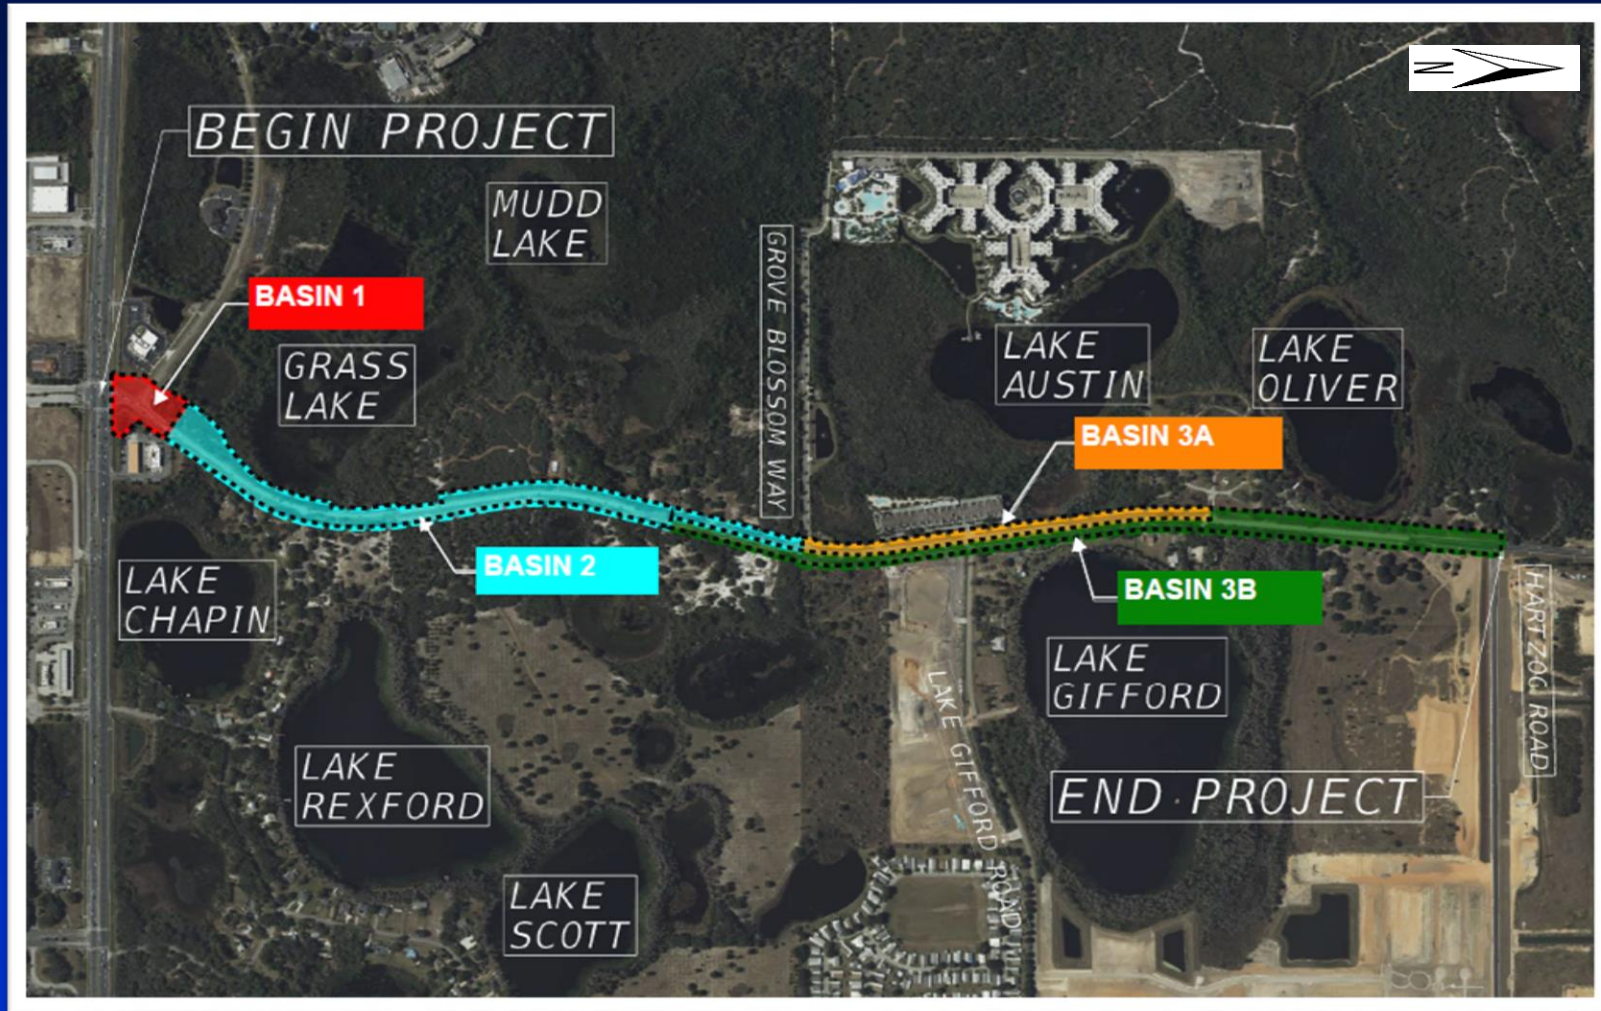 N
BEGIN PROJECT
MUDD
LAKE
BASIN 1
GRASS
LAKE
GROVE BLOSSOM WAY
LAKE
AUSTIN
LAKE
OLIVER
BASIN 3A
BASIN 2
LAKE
CHAPIN
BASIN 3B
HARTZOG ROAD
LAKE
GIFFORD
LAKE GIFFORD ROAD
LAKE
REXFORD
END PROJECT
LAKE
SCOTT